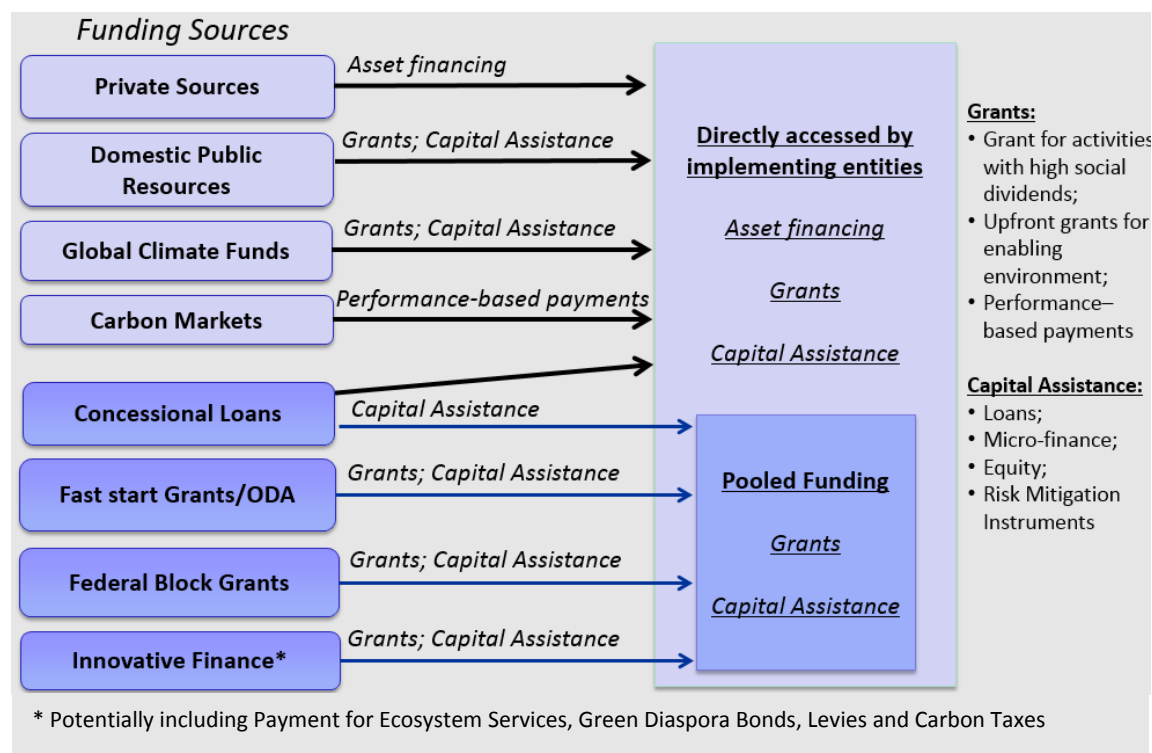 Funding Sources
Private Sources
Asset financing
Domestic Public
Resources
Grants; Capital Assistance
Global Climate Funds
Grants; Capital Assistance
Carbon Markets
Performance-based payments
Concessional Loans
Capital Assistance
Fast start Grants/ODA
Grants; Capital Assistance
Federal Block Grants
Grants; Capital Assistance
Innovative Finance*
Grants; Capital Assistance
Directly accessed by
implementing entities
Asset financing
Grants
Capital Assistance
Pooled Funding
Grants
Capital Assistance
Grants:
• Grant for activities
with high social
dividends;
• Upfront grants for
enabling
environment;
• Performance–
based payments
Capital Assistance:
• Loans;
• Micro-finance;
• Equity;
• Risk Mitigation
Instruments
* Potentially including Payment for Ecosystem Services, Green Diaspora Bonds, Levies and Carbon Taxes